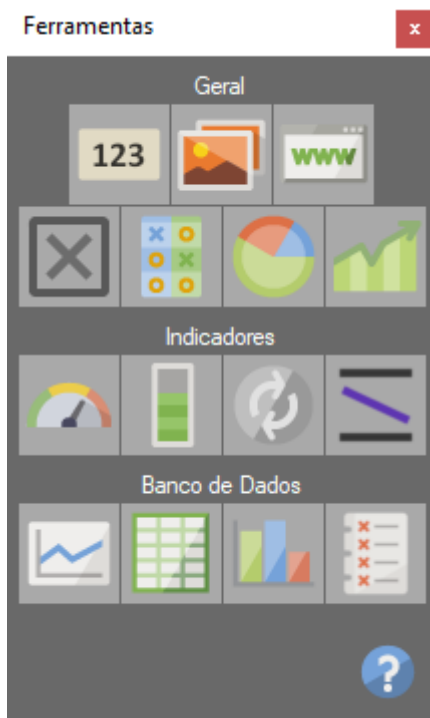 Ferramentas
x
Geral
123
www
Indicadores
Banco de Dados
?